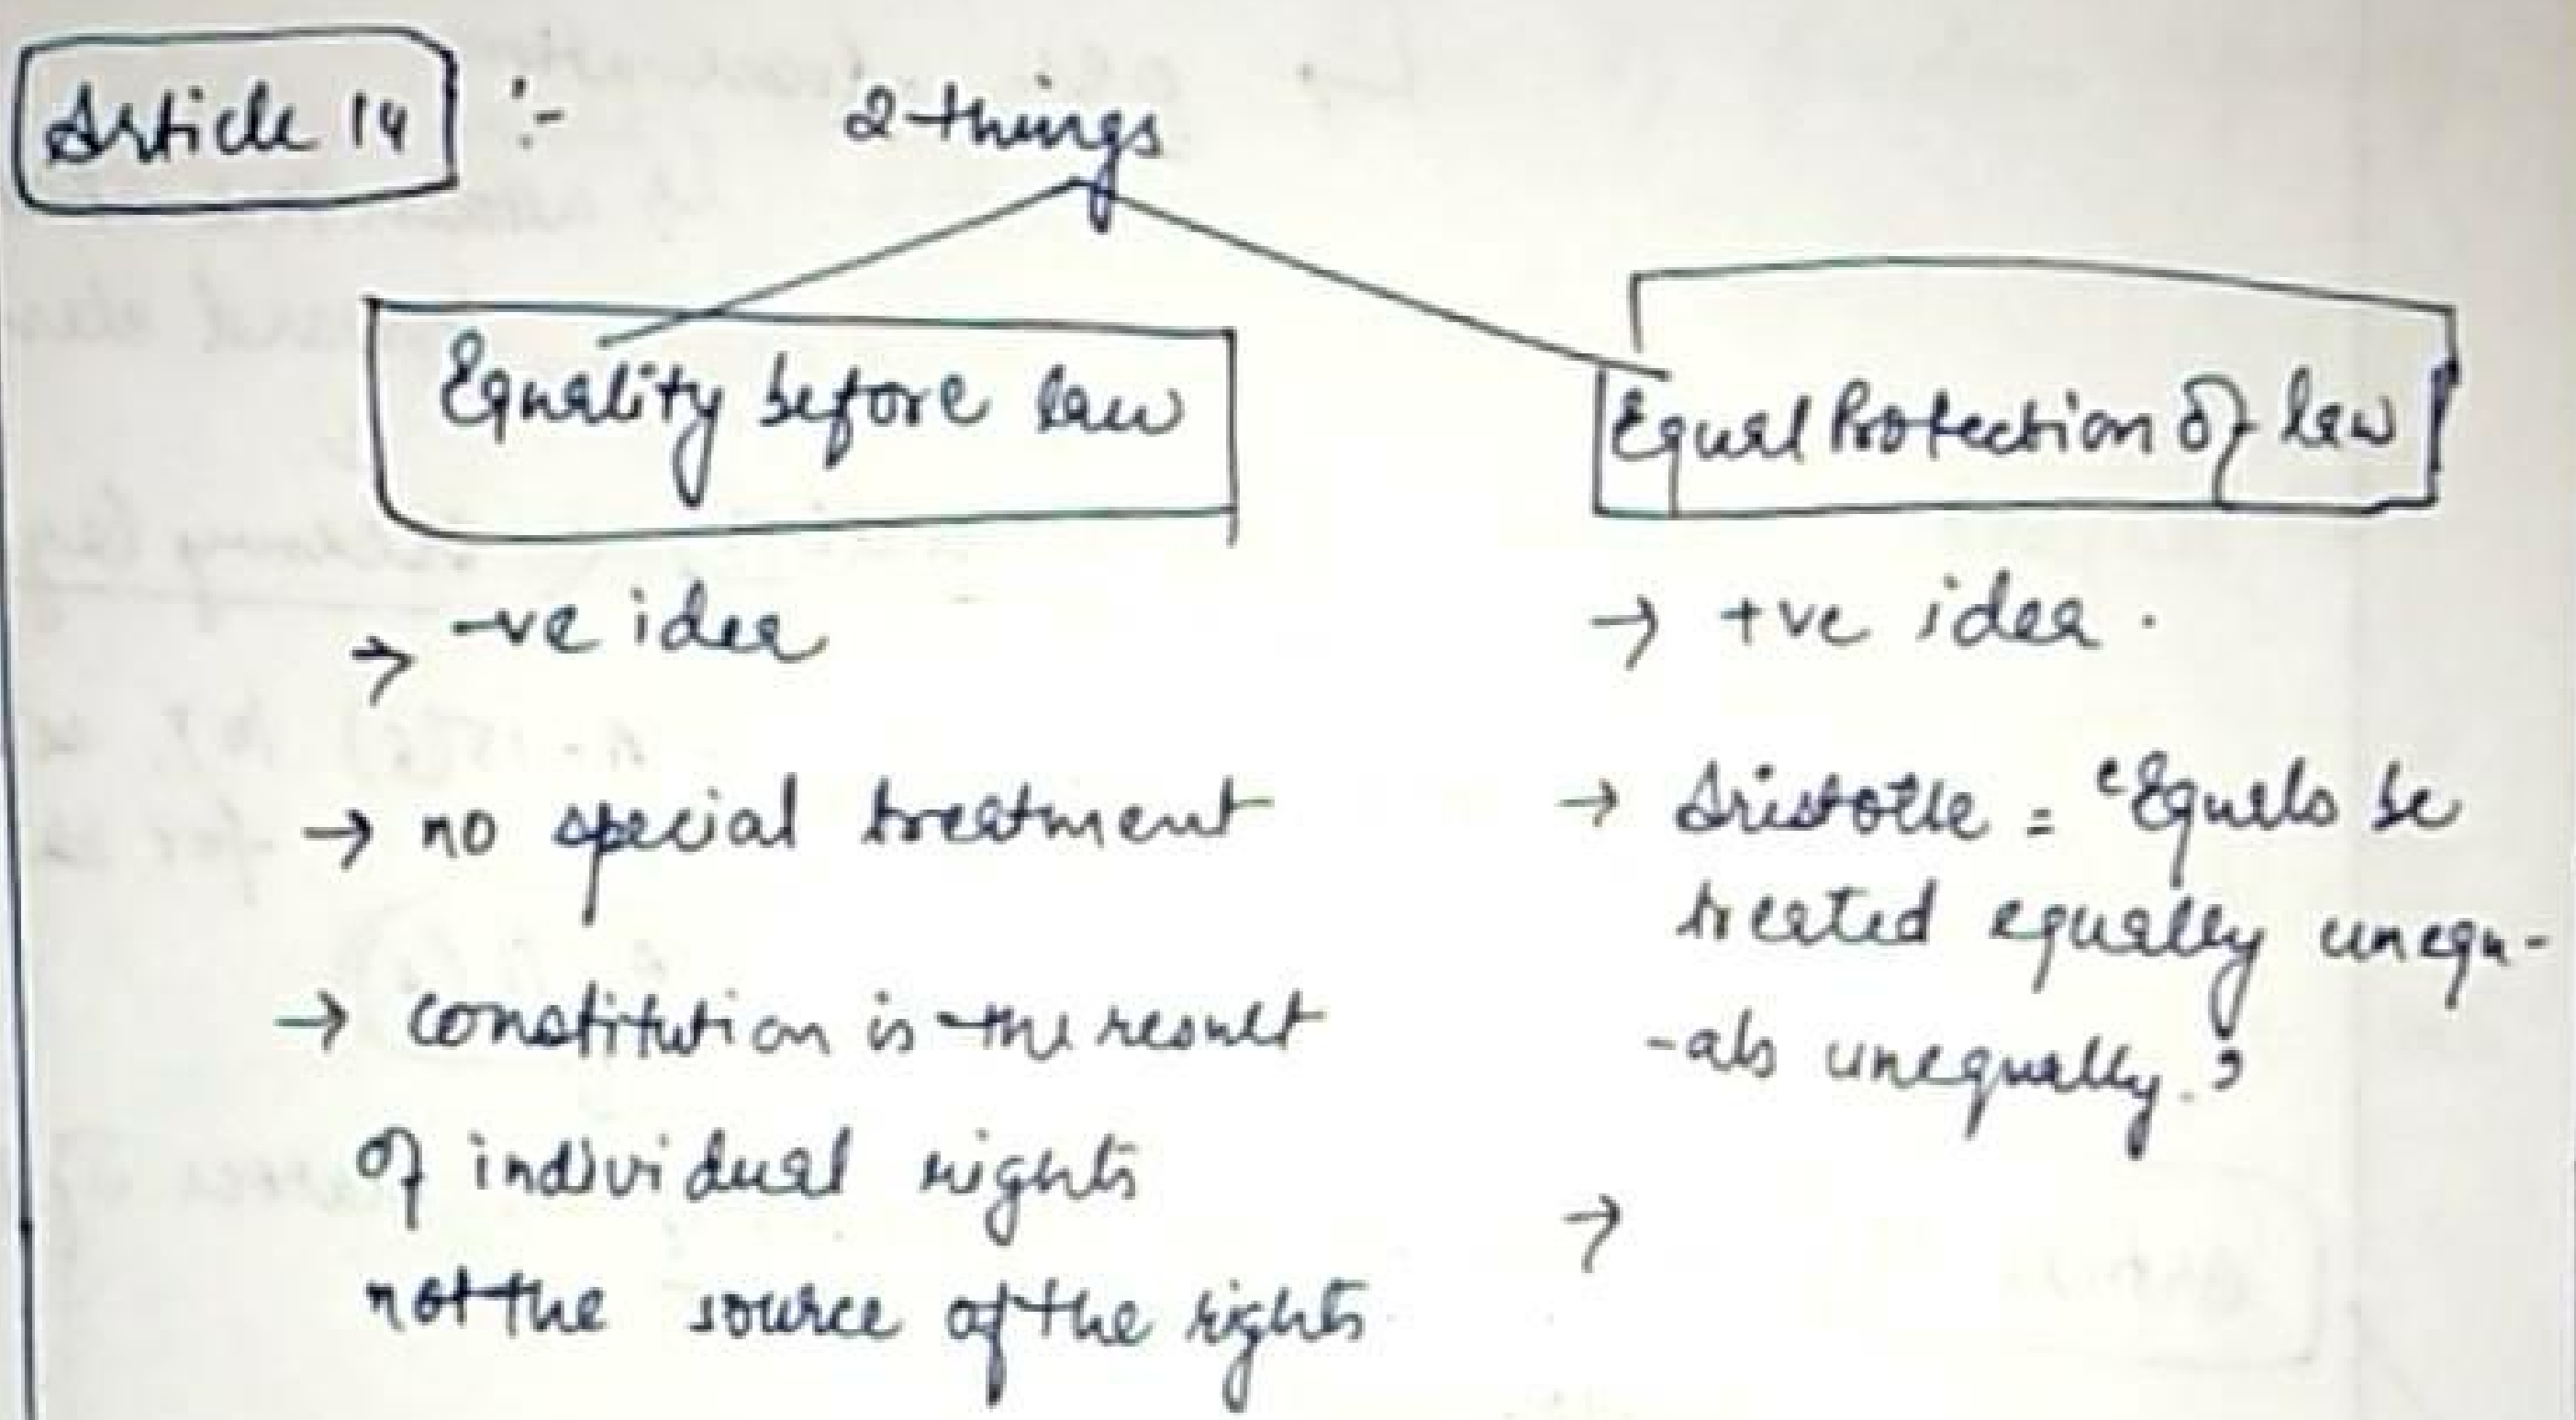 Article 14 :- 2 things
Equality before law
Equal Protection of law
→ -ve idea
→ no special treatment
→ constitution is the result
of individual rights
not the source of the rights
→ +ve idea.
→ Aristotle = "Equals be
treated equally unequ-
-als unequally."
→